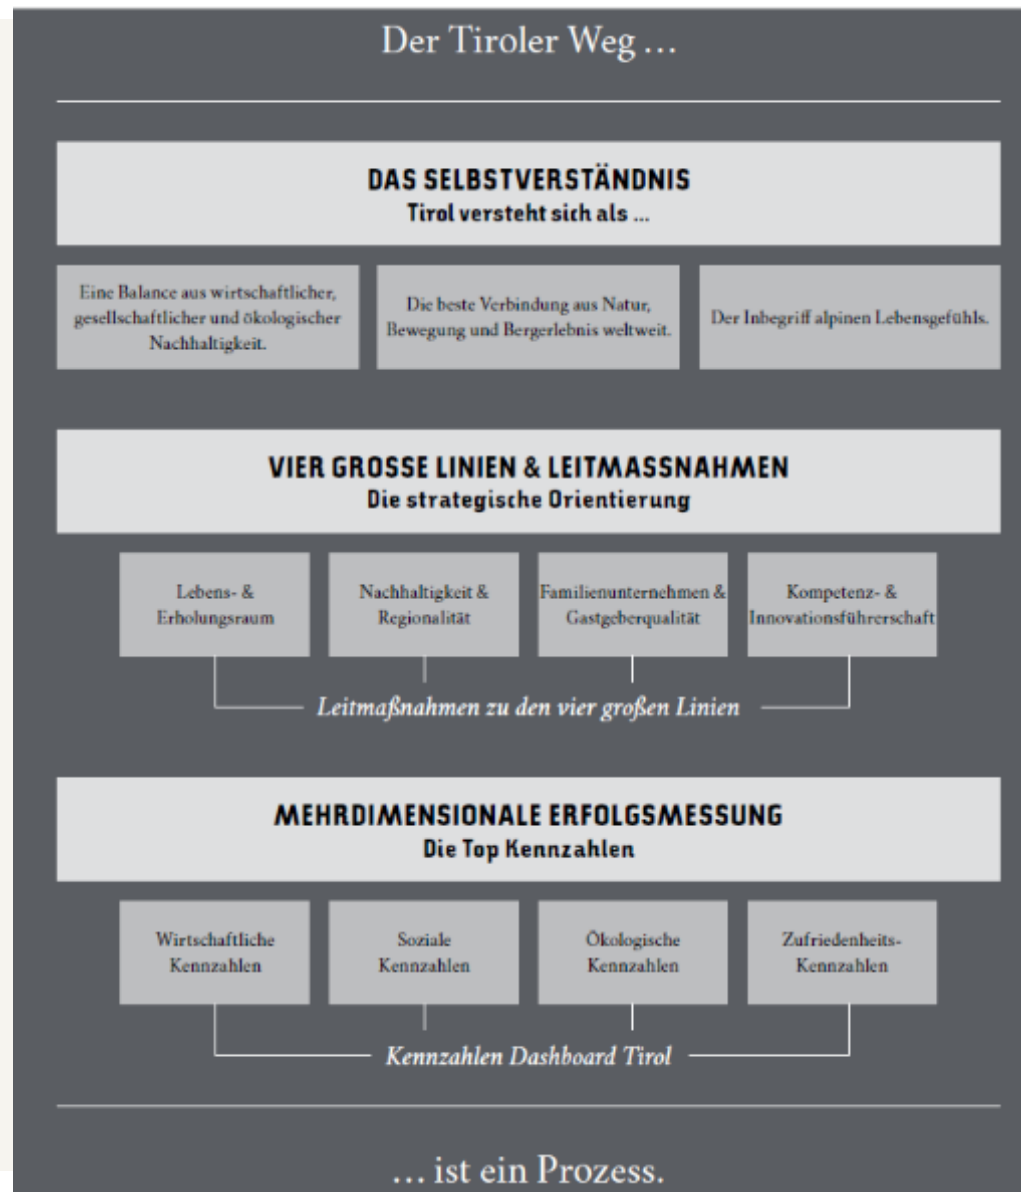 Der Tiroler Weg ...
DAS SELBSTVERSTÄNDNIS
Tirol versteht sich als ...
Eine Balance aus wirtschaftlicher,
gesellschaftlicher und ökologischer
Nachhaltigkeit.
Die beste Verbindung aus Natur,
Bewegung und Bergerlebnis weltweit.
Der Inbegriff alpinen Lebensgefühls.
VIER GROSSE LINIEN & LEITMASSNAHMEN
Die strategische Orientierung
Lebens- &
Erholungsraum
Nachhaltigkeit &
Regionalität
Familienunternehmen &
Gastgeberqualität
Kompetenz- &
Innovationsführerschaft
Leitmaßnahmen zu den vier großen Linien
MEHRDIMENSIONALE ERFOLGSMESSUNG
Die Top Kennzahlen
Wirtschaftliche
Kennzahlen
Soziale
Kennzahlen
Ökologische
Kennzahlen
Zufriedenheits-
Kennzahlen
Kennzahlen Dashboard Tirol
... ist ein Prozess.